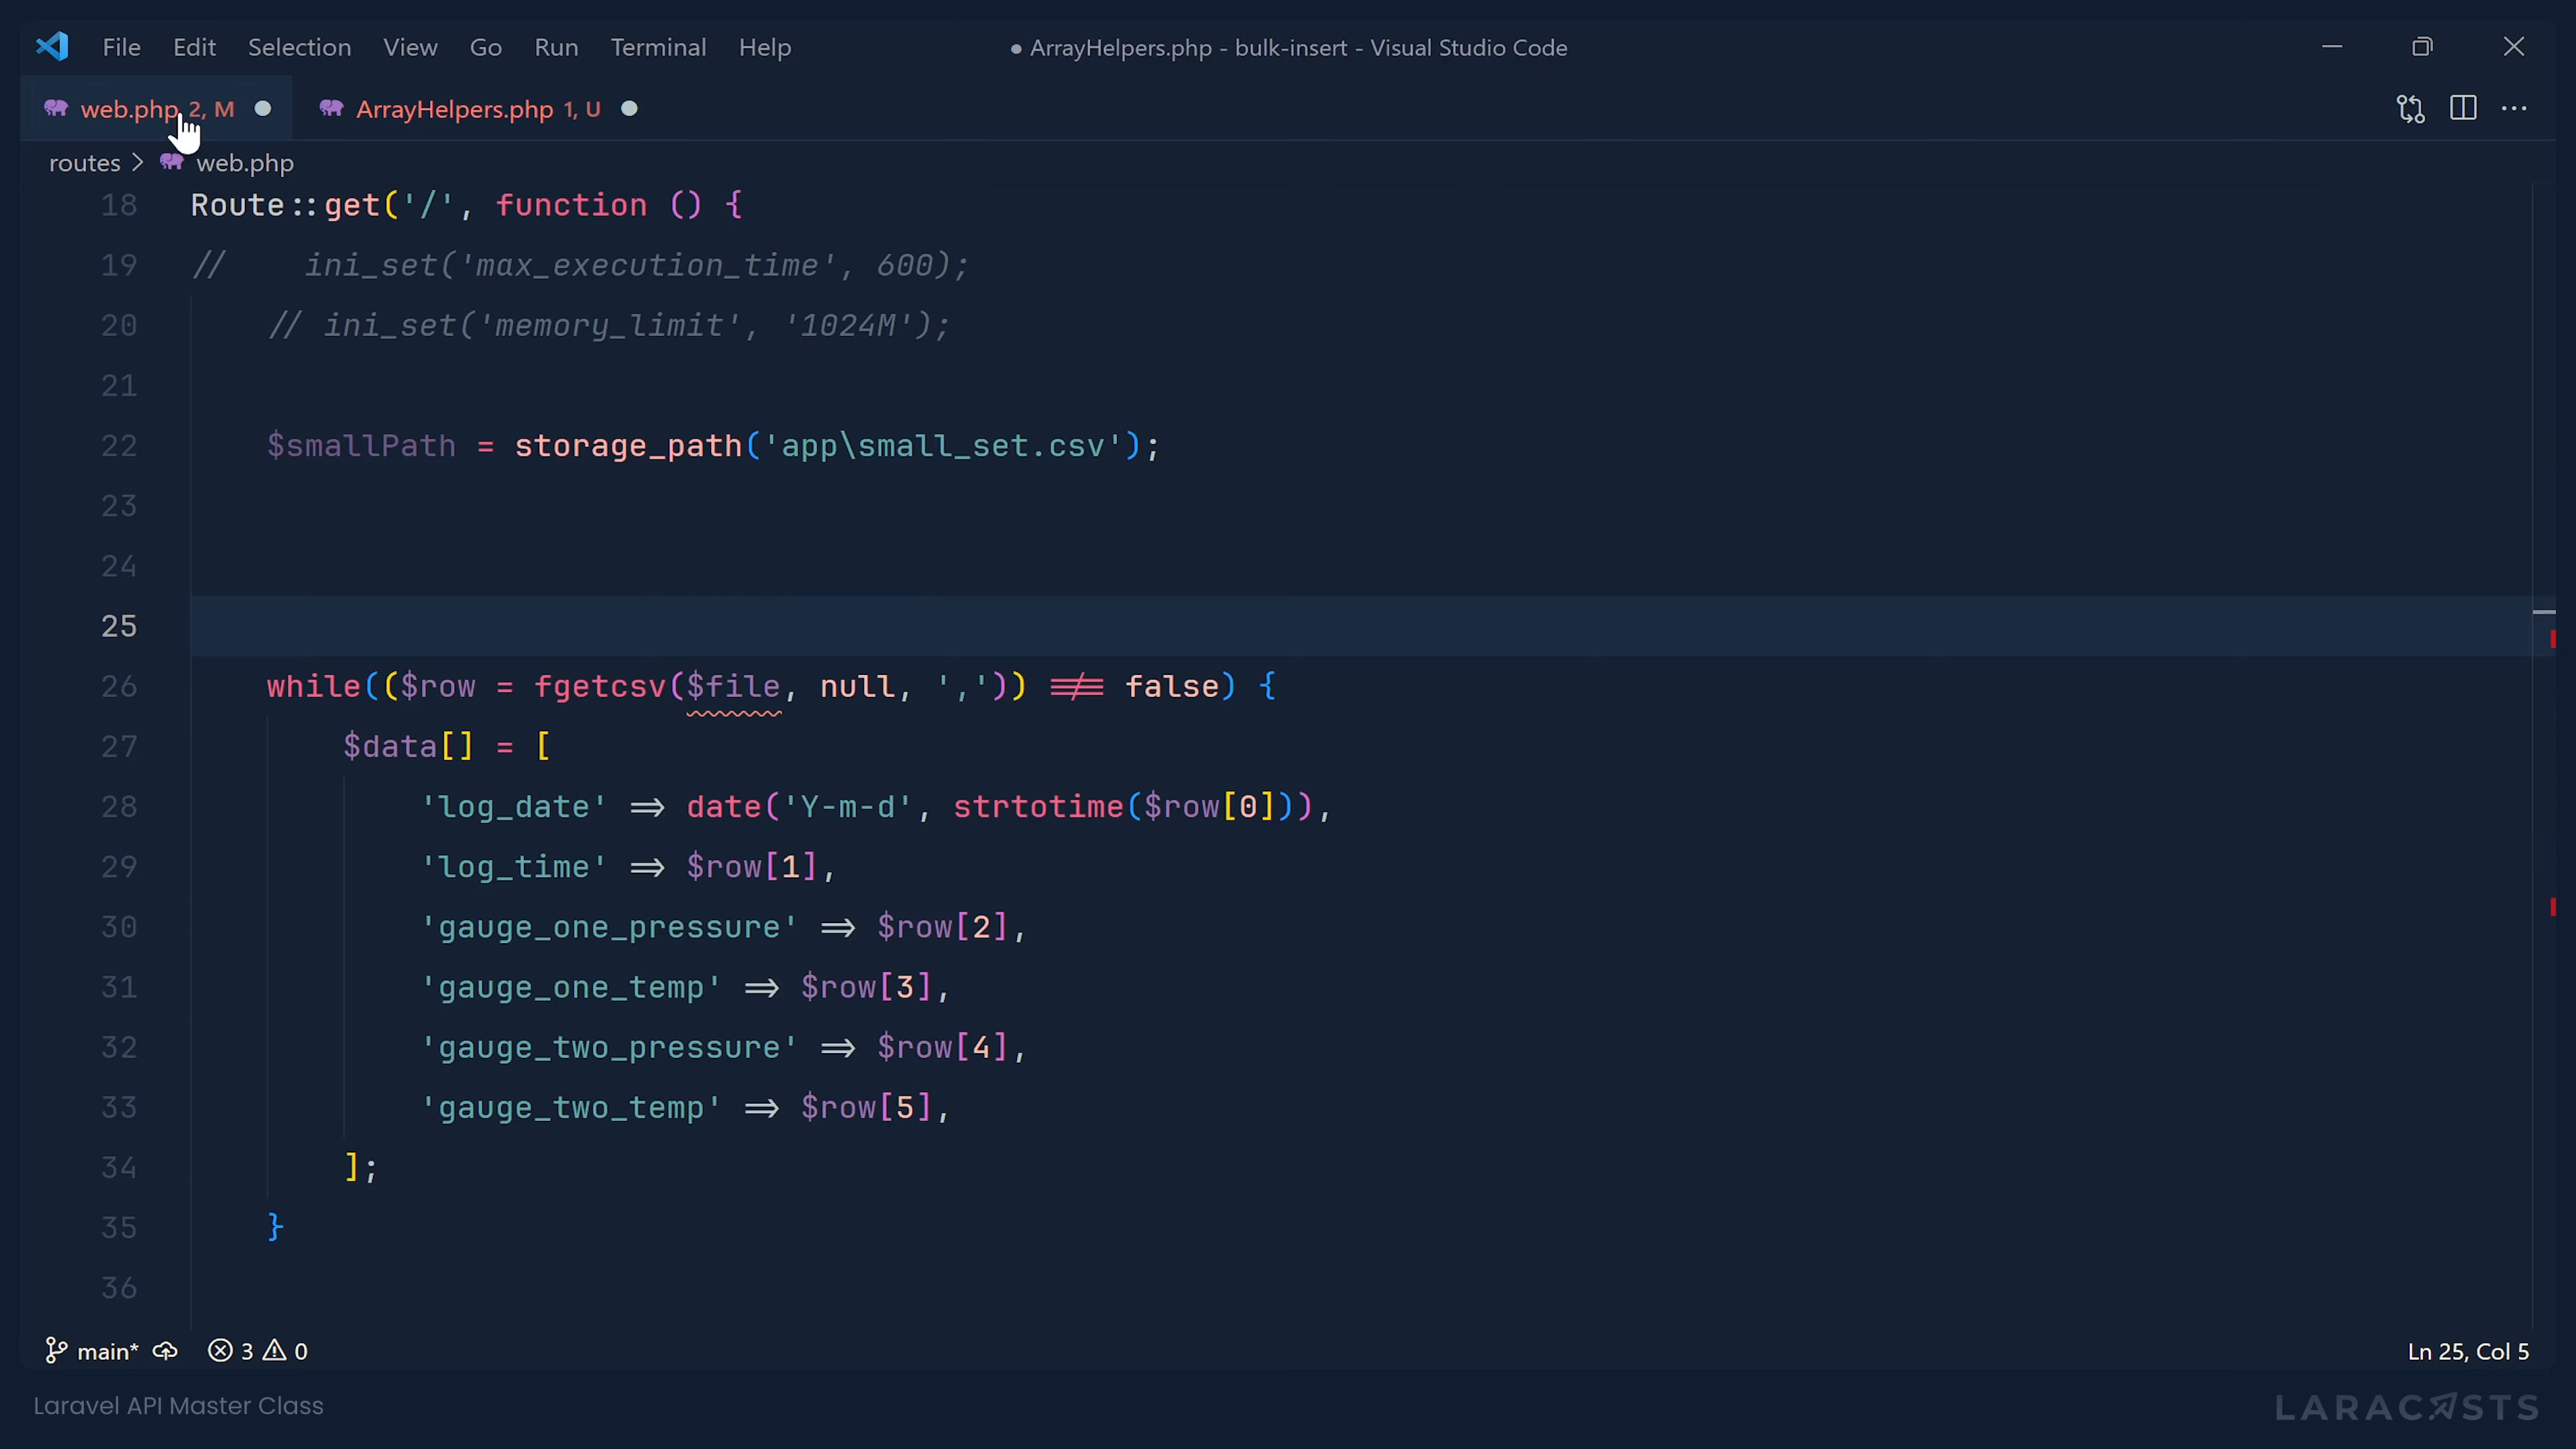 File Edit Selection View Go Run Terminal Help ● ArrayHelpers.php - bulk-insert - Visual Studio Code
web.php 2, M ArrayHelpers.php 1, U
routes > web.php
18 Route::get('/', function () {
19 // ini_set('max_execution_time', 600);
20 // ini_set('memory_limit', '1024M');
21
22 $smallPath = storage_path('app\small_set.csv');
23
24
25
26 while(($row = fgetcsv($file, null, ',')) !== false) {
27 $data[] = [
28 'log_date' => date('Y-m-d', strtotime($row[0])),
29 'log_time' => $row[1],
30 'gauge_one_pressure' => $row[2],
31 'gauge_one_temp' => $row[3],
32 'gauge_two_pressure' => $row[4],
33 'gauge_two_temp' => $row[5],
34 ];
35 }
36
main* 3 0 Ln 25, Col 5
Laravel API Master Class LARACASTS